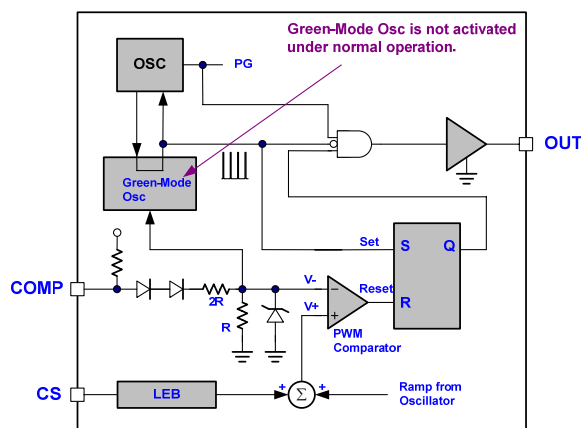 Green-Mode Osc is not activated
under normal operation.
OSC
PG
OUT
Green-Mode
Osc
Set
S
Q
COMP
2R
V-
Reset
R
R
V+
PWM
Comparator
CS
LEB
+
Σ
+
Ramp from
Oscillator